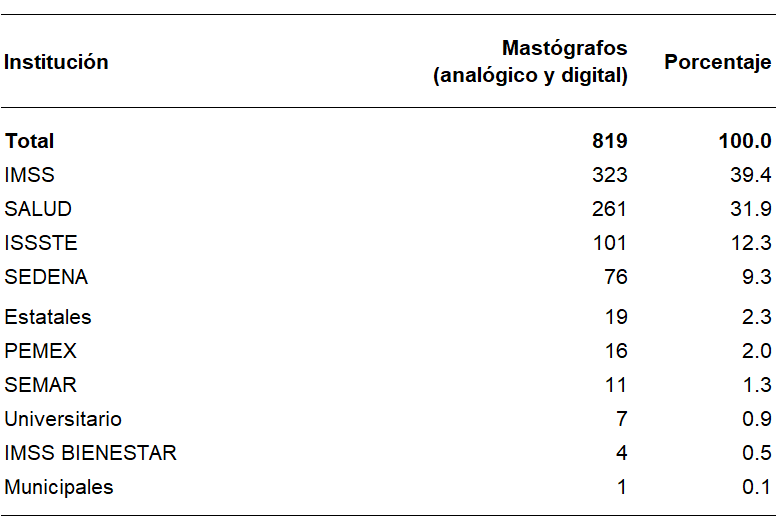 Institución Mastógrafos (analógico y digital) Porcentaje
Total 819 100.0
IMSS 323 39.4
SALUD 261 31.9
ISSSTE 101 12.3
SEDENA 76 9.3
Estatales 19 2.3
PEMEX 16 2.0
SEMAR 11 1.3
Universitario 7 0.9
IMSS BIENESTAR 4 0.5
Municipales 1 0.1